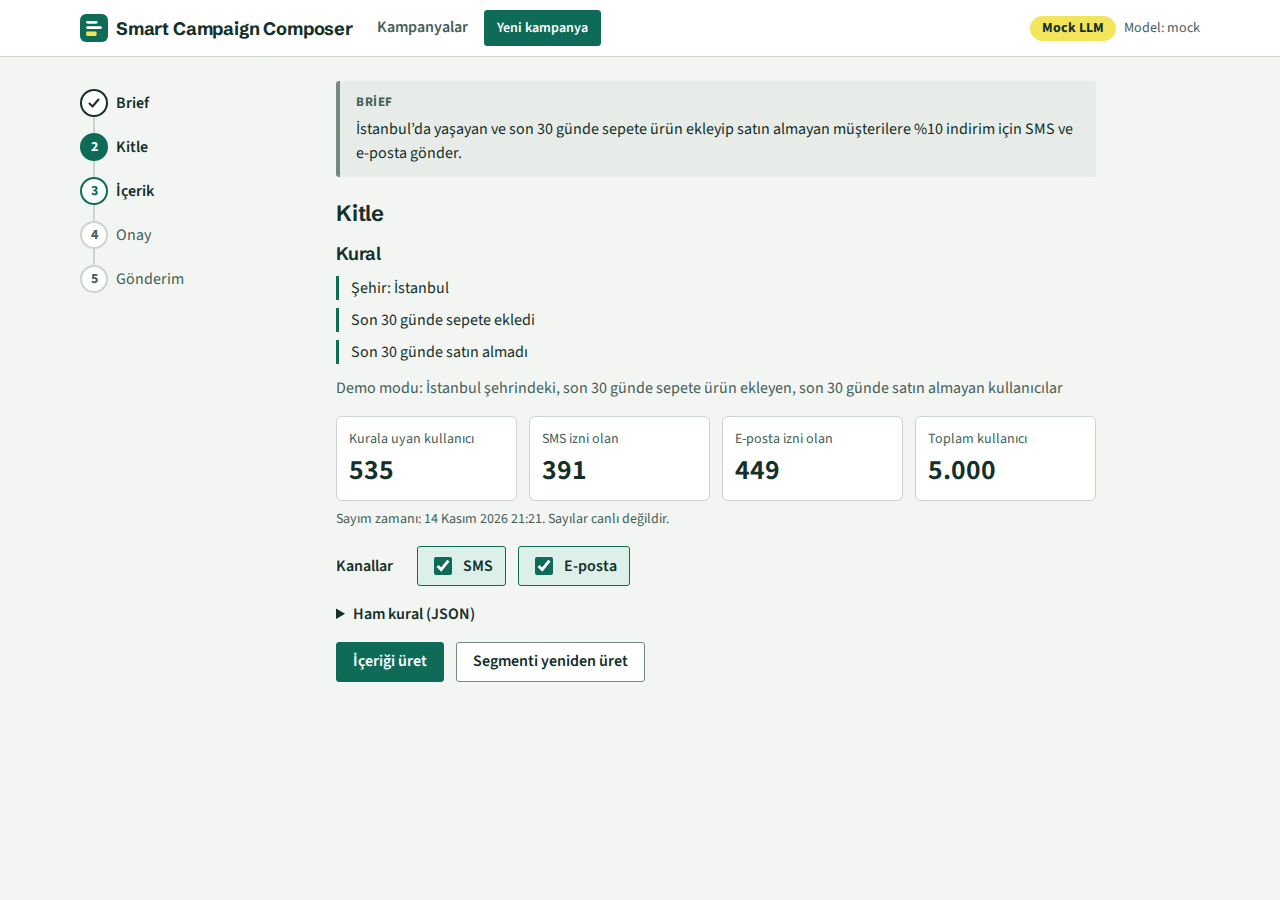 Smart Campaign Composer
Kampanyalar
Yeni kampanya
Mock LLM
Model: mock
Brief
2
Kitle
3
İçerik
4
Onay
5
Gönderim
BRİEF
İstanbul’da yaşayan ve son 30 günde sepete ürün ekleyip satın almayan müşterilere %10 indirim için SMS ve
e-posta gönder.
Kitle
Kural
Şehir: İstanbul
Son 30 günde sepete ekledi
Son 30 günde satın almadı
Demo modu: İstanbul şehrindeki, son 30 günde sepete ürün ekleyen, son 30 günde satın almayan kullanıcılar
Kurala uyan kullanıcı
535
SMS izni olan
391
E-posta izni olan
449
Toplam kullanıcı
5.000
Sayım zamanı: 14 Kasım 2026 21:21. Sayılar canlı değildir.
Kanallar
SMS
E-posta
Ham kural (JSON)
İçeriği üret
Segmenti yeniden üret